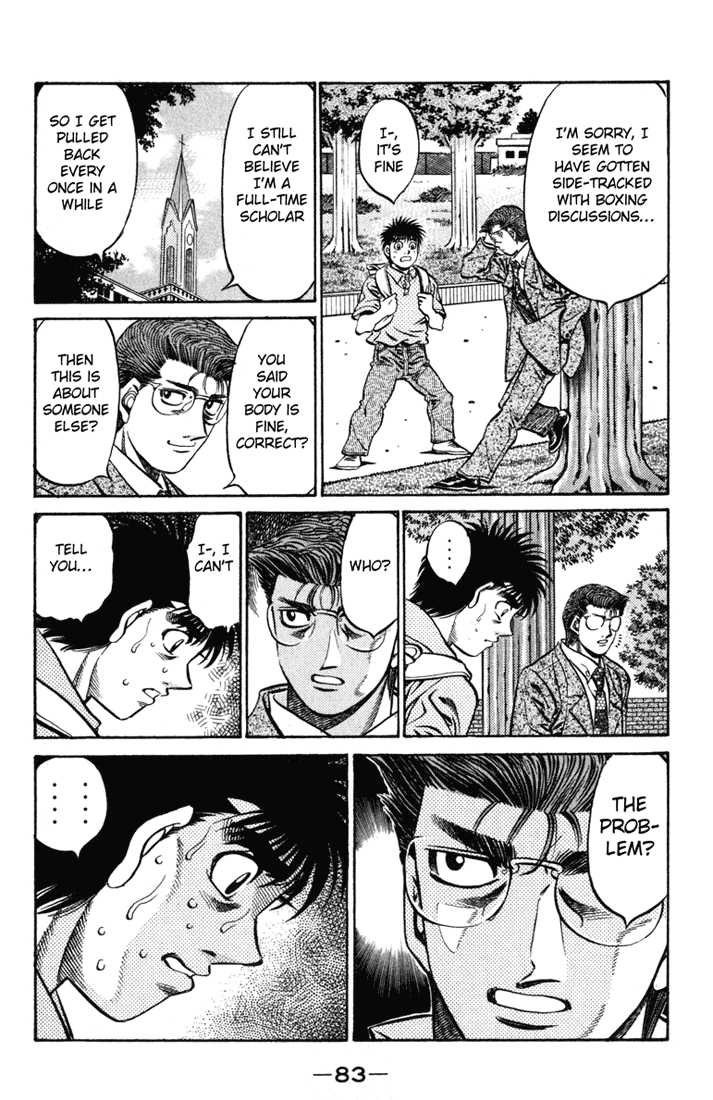 I'M SORRY, I
SEEM TO
HAVE GOTTEN
SIDE-TRACKED
WITH BOXING
DISCUSSIONS...
I-,
IT'S
FINE
I STILL
CAN'T
BELIEVE
I'M A
FULL-TIME
SCHOLAR
SO I GET
PULLED
BACK
EVERY
ONCE IN A
WHILE
YOU
SAID
YOUR
BODY IS
FINE,
CORRECT?
THEN
THIS IS
ABOUT
SOMEONE
ELSE?
...
WHO?
I-, I
CAN'T
TELL
YOU...
THE
PROB-
LEM?
......
—83—